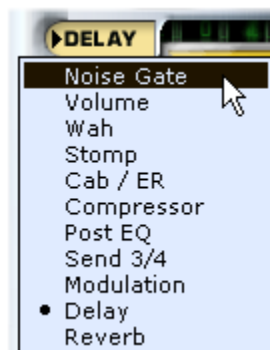 DELAY
Noise Gate
Volume
Wah
Stomp
Cab / ER
Compressor
Post EQ
Send 3/4
Modulation
Delay
Reverb